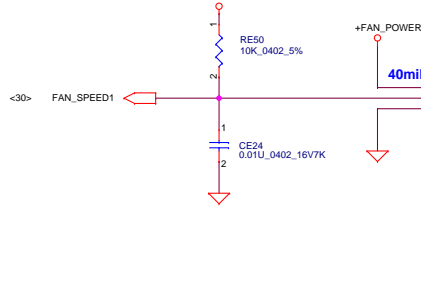 1
RE50
10K_0402_5%
2
+FAN_POWER
40mil
<30> FAN_SPEED1
1
CE24
0.01U_0402_16V7K
2